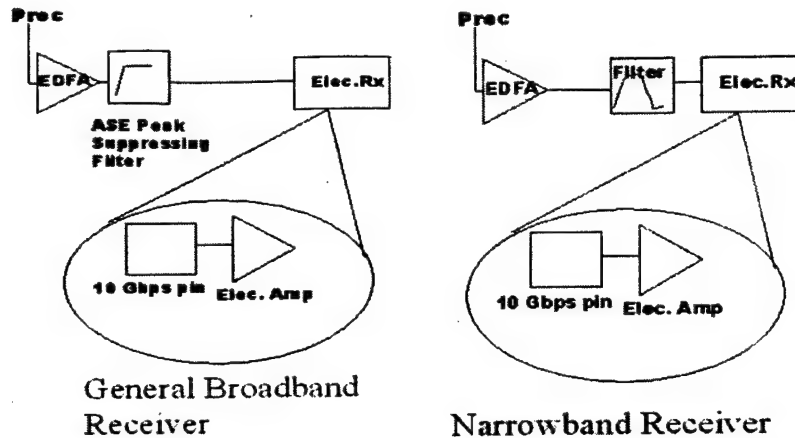 Prec
EDFA
Elec.Rx
ASE Peak
Suppressing
Filter
10 Gbps pin
Elec. Amp
General Broadband
Receiver
Prec
EDFA
Filter
Elec.Rx
10 Gbps pin
Elec. Amp
Narrowband Receiver